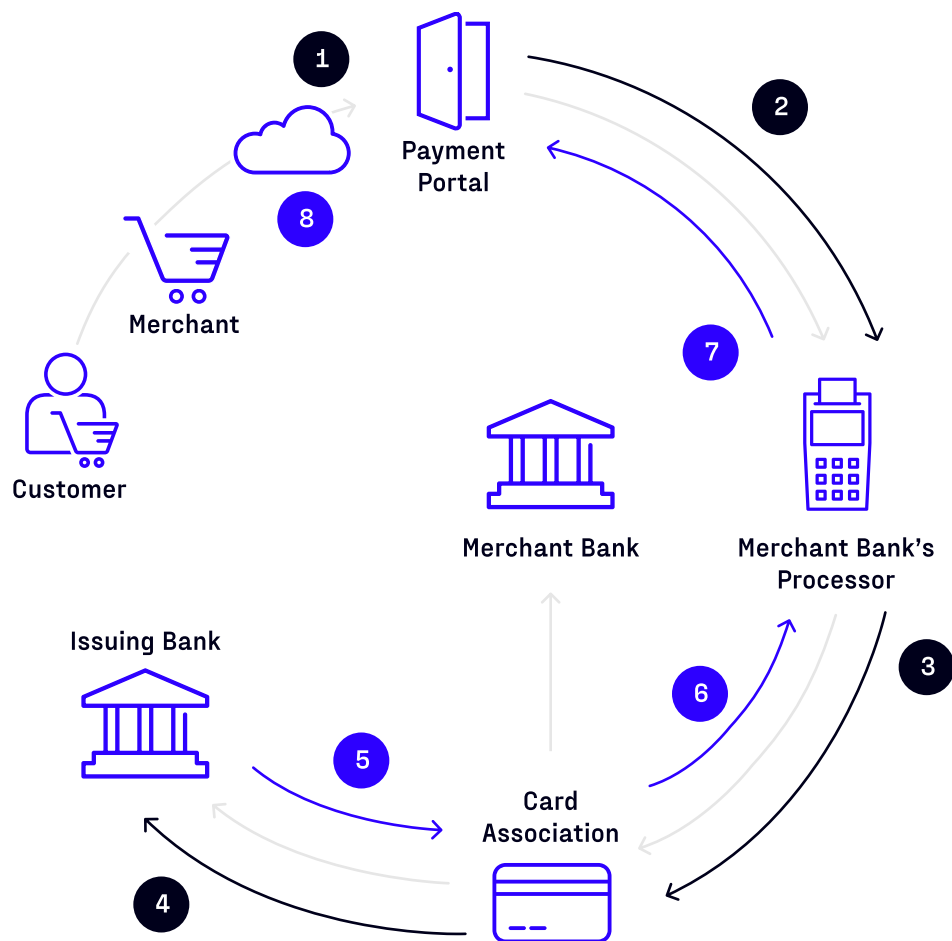 1
Payment
Portal
2
8
Merchant
7
Customer
Merchant Bank
Merchant Bank’s
Processor
Issuing Bank
3
6
5
Card
Association
4